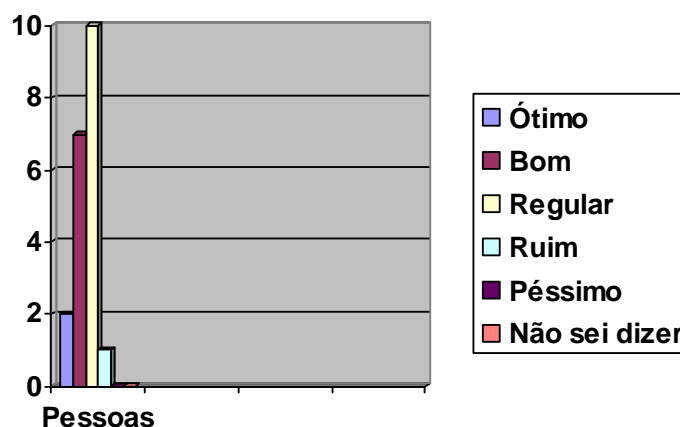 10
8
6
4
2
0
Pessoas
Ótimo
Bom
Regular
Ruim
Péssimo
Não sei dizer